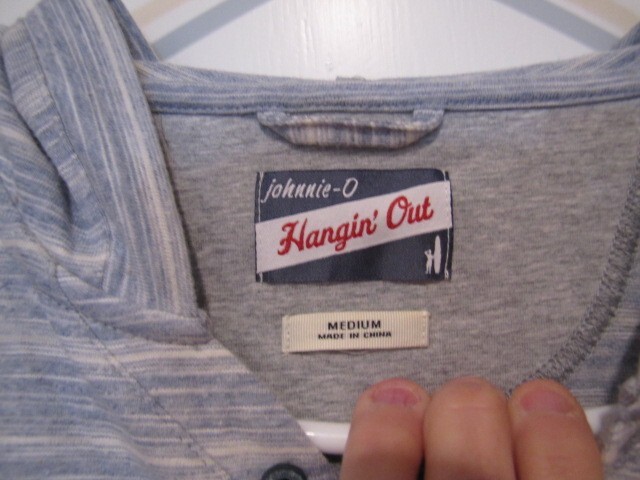 johnnie-O
Hangin' Out
MEDIUM
MADE IN CHINA